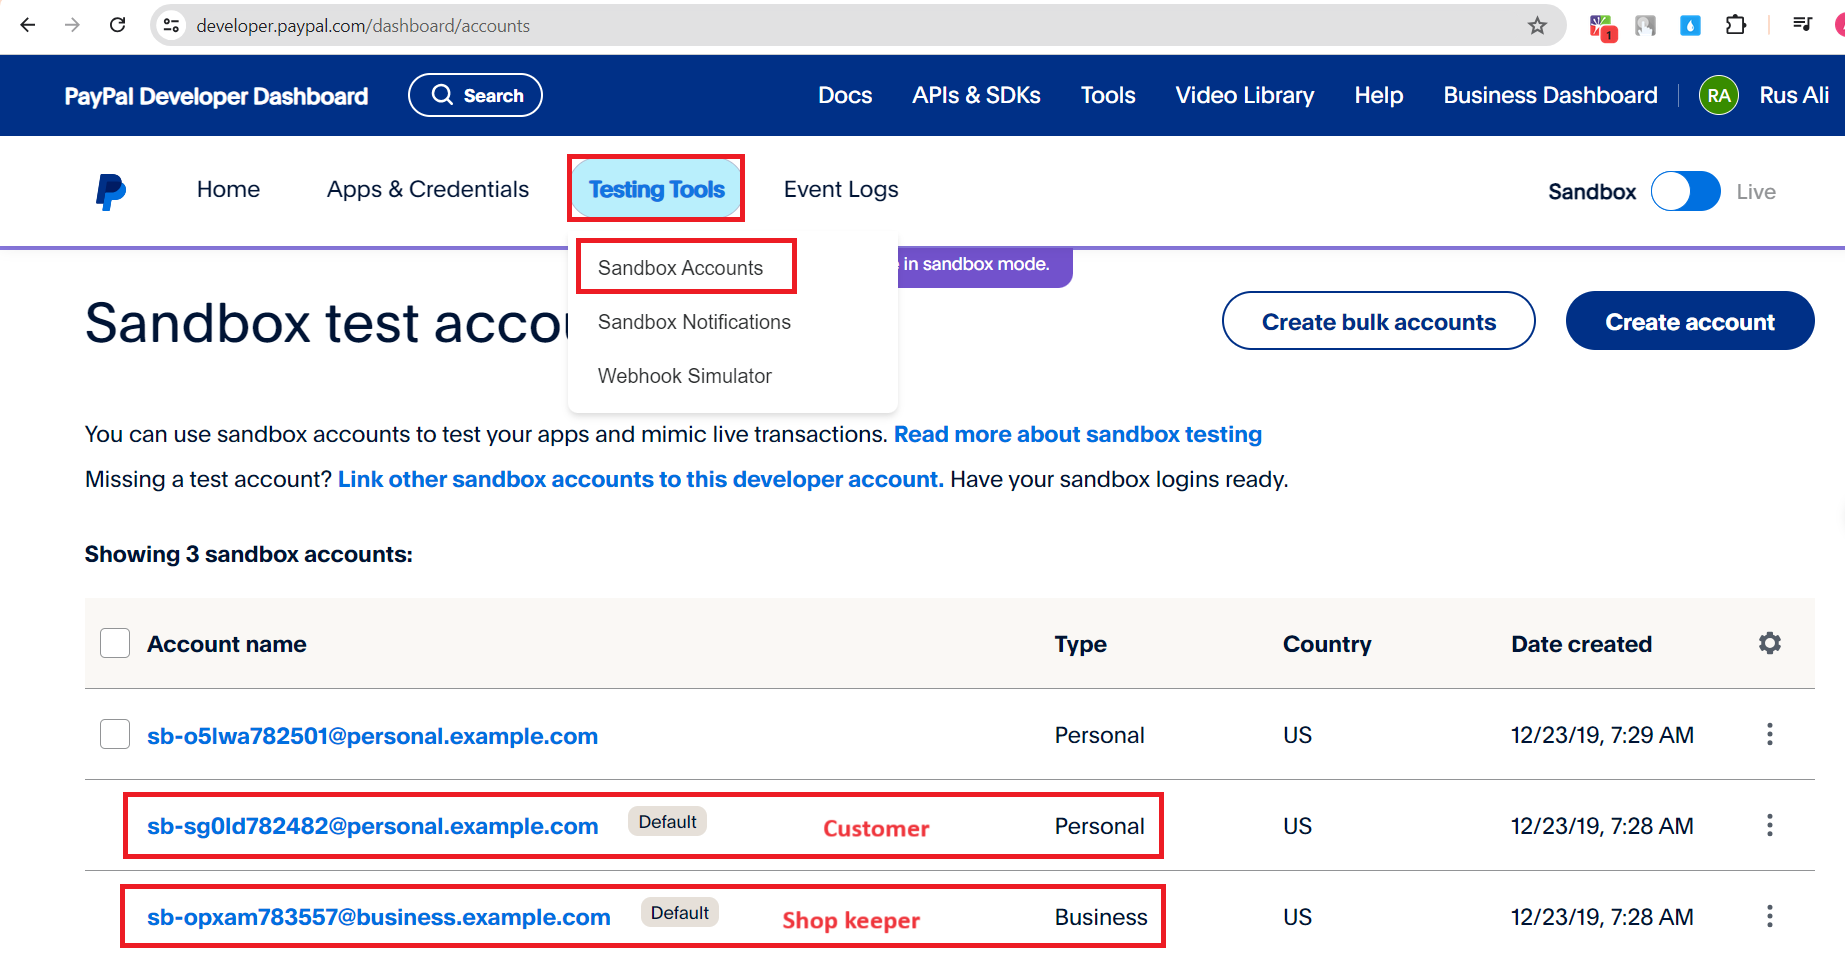 developer.paypal.com/dashboard/accounts
1
PayPal Developer Dashboard
Search
Docs
APIs & SDKs
Tools
Video Library
Help
Business Dashboard
RA
Rus Ali
Home
Apps & Credentials
Testing Tools
Event Logs
Sandbox
Live
Sandbox Accounts
in sandbox mode.
Sandbox Notifications
Webhook Simulator
Sandbox test accou
Create bulk accounts
Create account
You can use sandbox accounts to test your apps and mimic live transactions. Read more about sandbox testing
Missing a test account? Link other sandbox accounts to this developer account. Have your sandbox logins ready.
Showing 3 sandbox accounts:
Account name Type Country Date created
sb-o5lwa782501@personal.example.com Personal US 12/23/19, 7:29 AM
sb-sg0ld782482@personal.example.com Default Customer Personal US 12/23/19, 7:28 AM
sb-opxam783557@business.example.com Default Shop keeper Business US 12/23/19, 7:28 AM